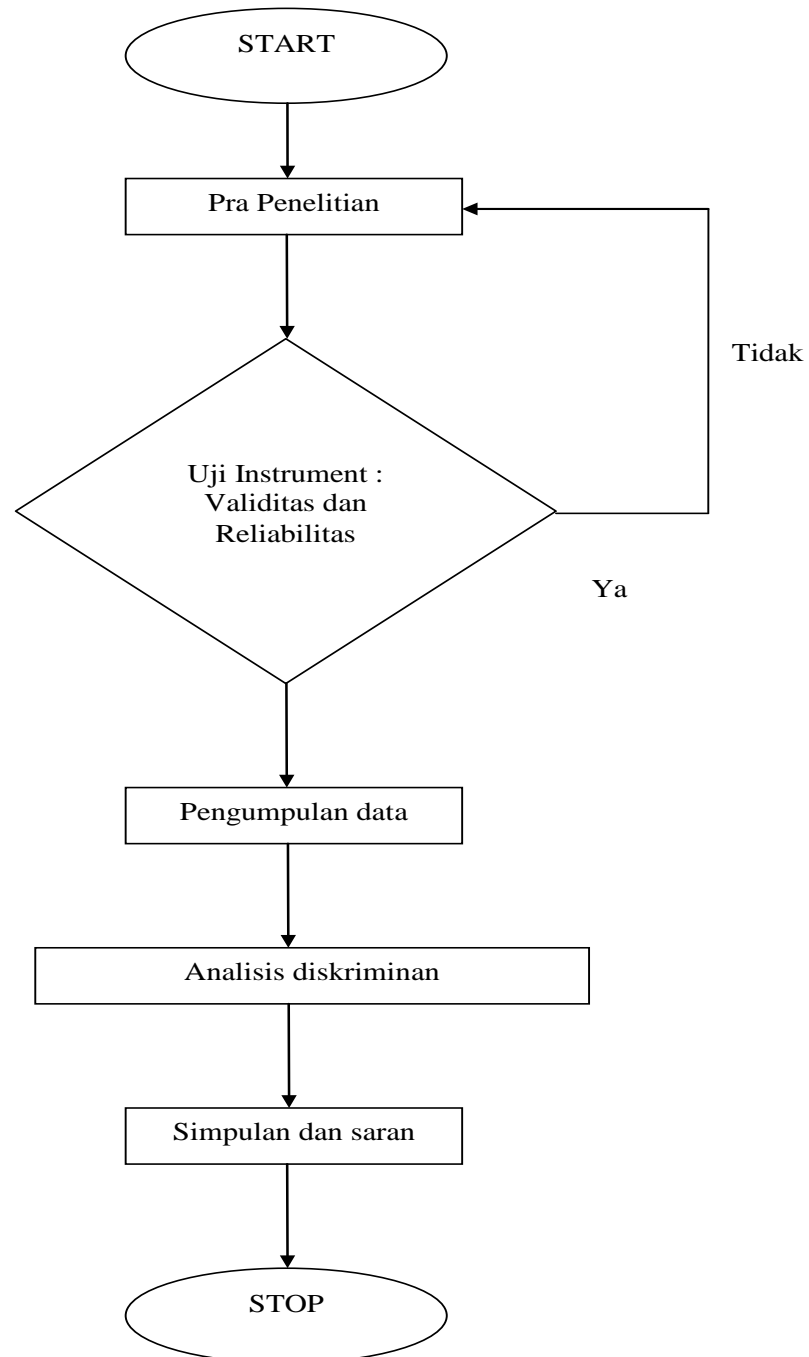 START
Pra Penelitian
Tidak
Uji Instrument :
Validitas dan
Reliabilitas
Ya
Pengumpulan data
Analisis diskriminan
Simpulan dan saran
STOP